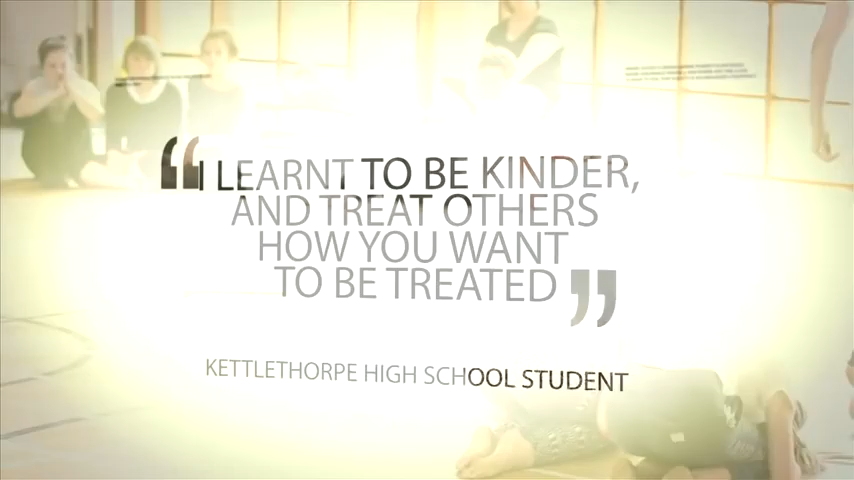 “I LEARNT TO BE KINDER,
AND TREAT OTHERS
HOW YOU WANT
TO BE TREATED”
KETTLETHORPE HIGH SCHOOL STUDENT